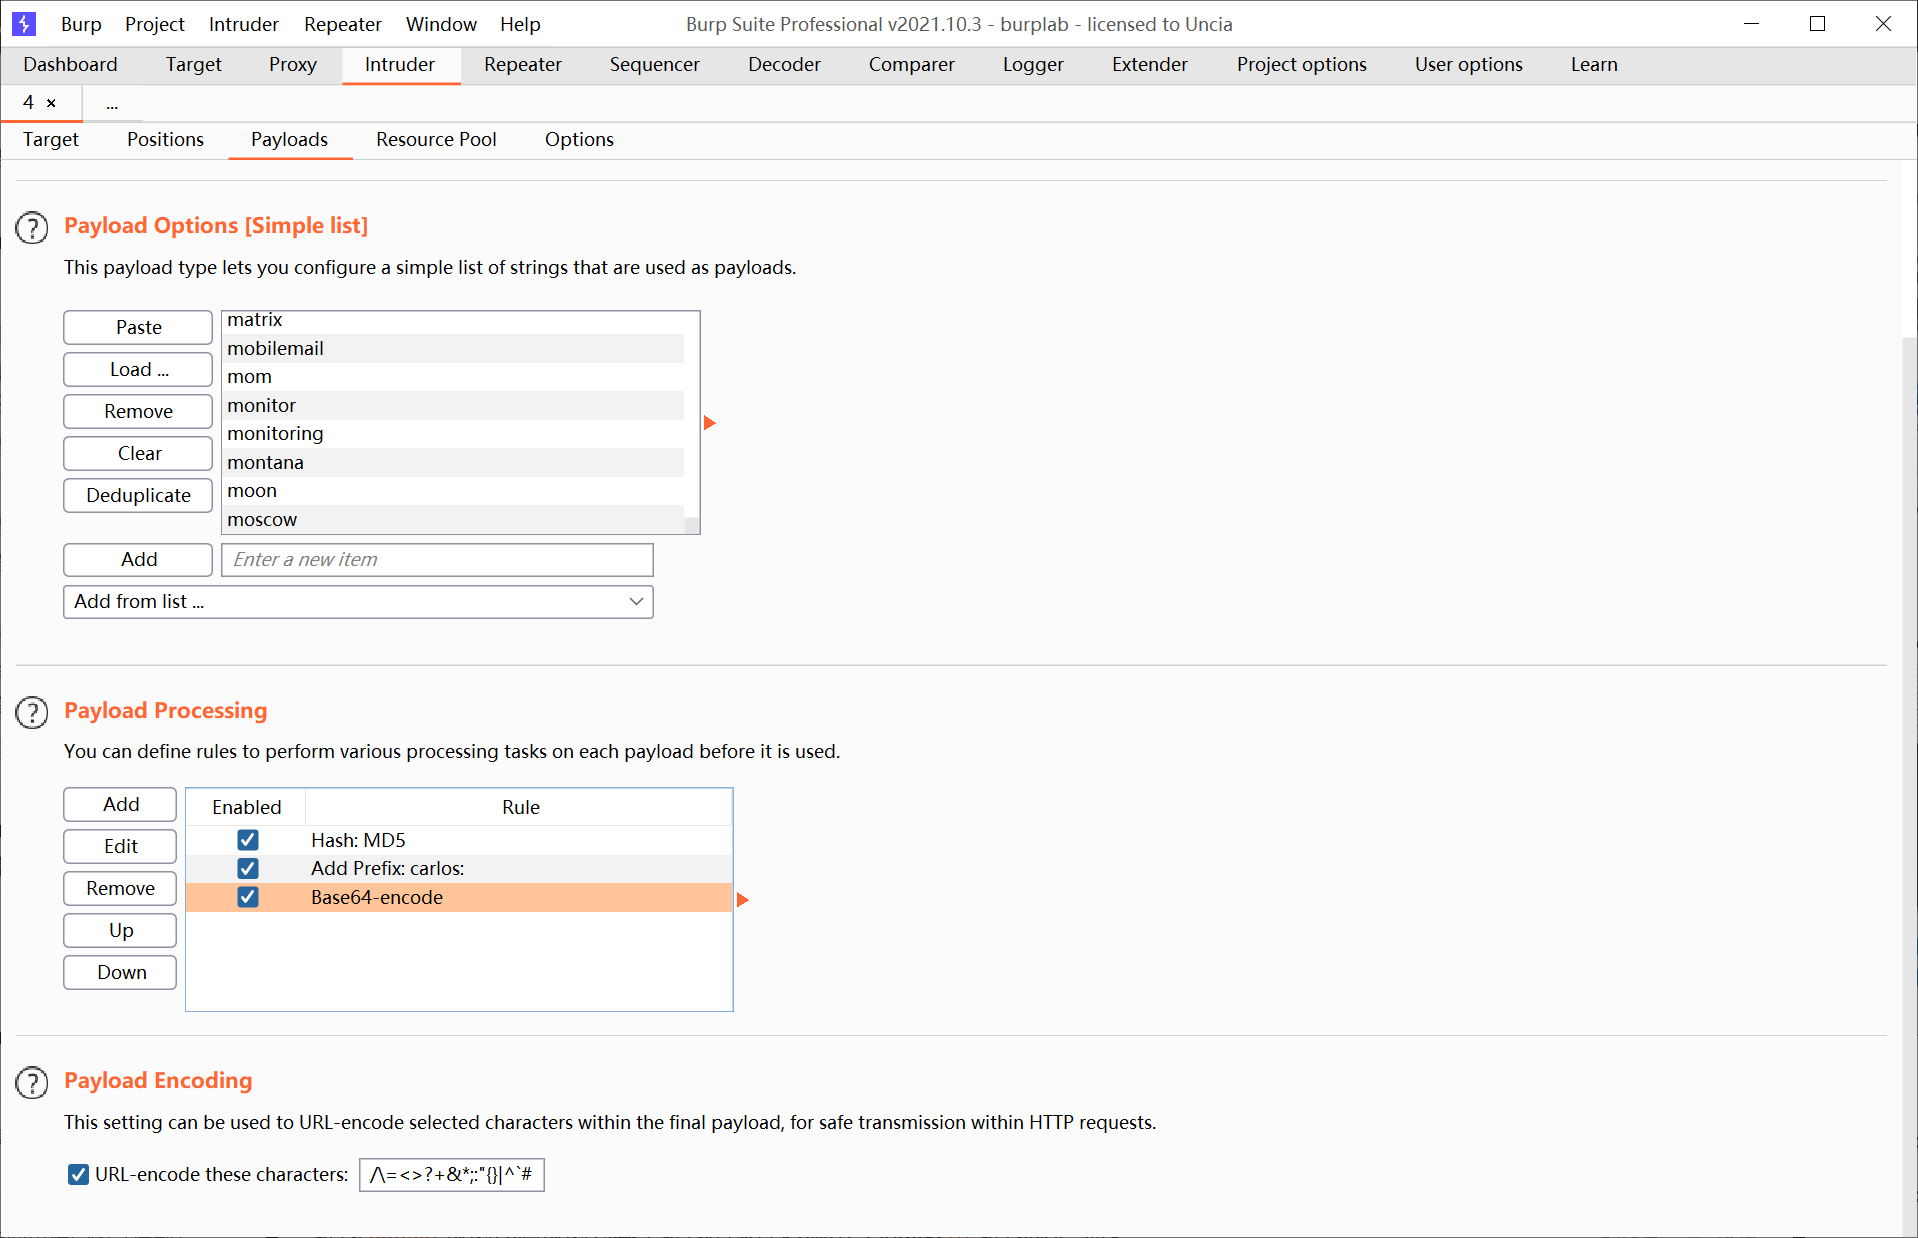 Burp Project Intruder Repeater Window Help Burp Suite Professional v2021.10.3 - burplab - licensed to Uncia
Dashboard Target Proxy Intruder Repeater Sequencer Decoder Comparer Logger Extender Project options User options Learn
4 × ...
Target Positions Payloads Resource Pool Options
? Payload Options [Simple list]
This payload type lets you configure a simple list of strings that are used as payloads.
Paste
Load ...
Remove
Clear
Deduplicate
matrix
mobilemail
mom
monitor
monitoring
montana
moon
moscow
Add Enter a new item
Add from list ...
? Payload Processing
You can define rules to perform various processing tasks on each payload before it is used.
Add
Edit
Remove
Up
Down
Enabled Rule
Hash: MD5
Add Prefix: carlos:
Base64-encode
? Payload Encoding
This setting can be used to URL-encode selected characters within the final payload, for safe transmission within HTTP requests.
URL-encode these characters: /\=<>?+&*;:"{}|^`#